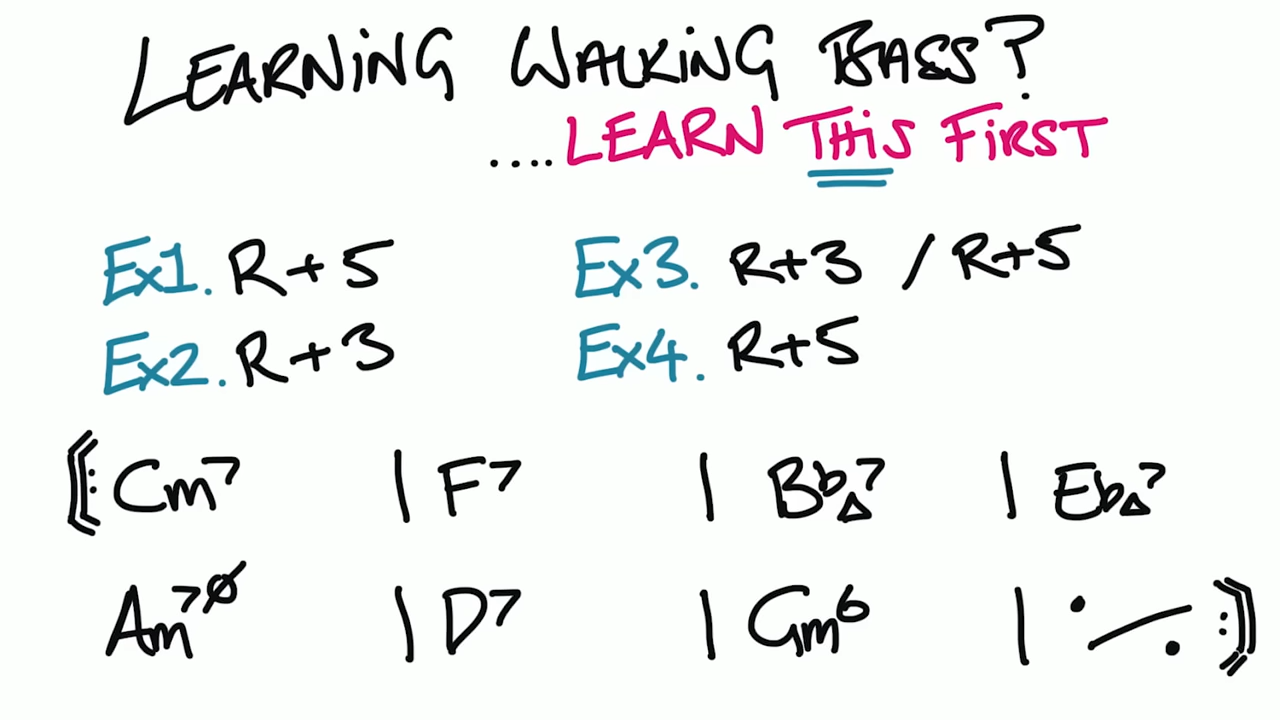 LEARNING WALKING BASS?
....LEARN THIS FIRST
Ex1. R+5
Ex2. R+3
Ex3. R+3 / R+5
Ex4. R+5
Cm7 | F7 | Bb△7 | Eb△7
Am7ø | D7 | Gm6 | ٪